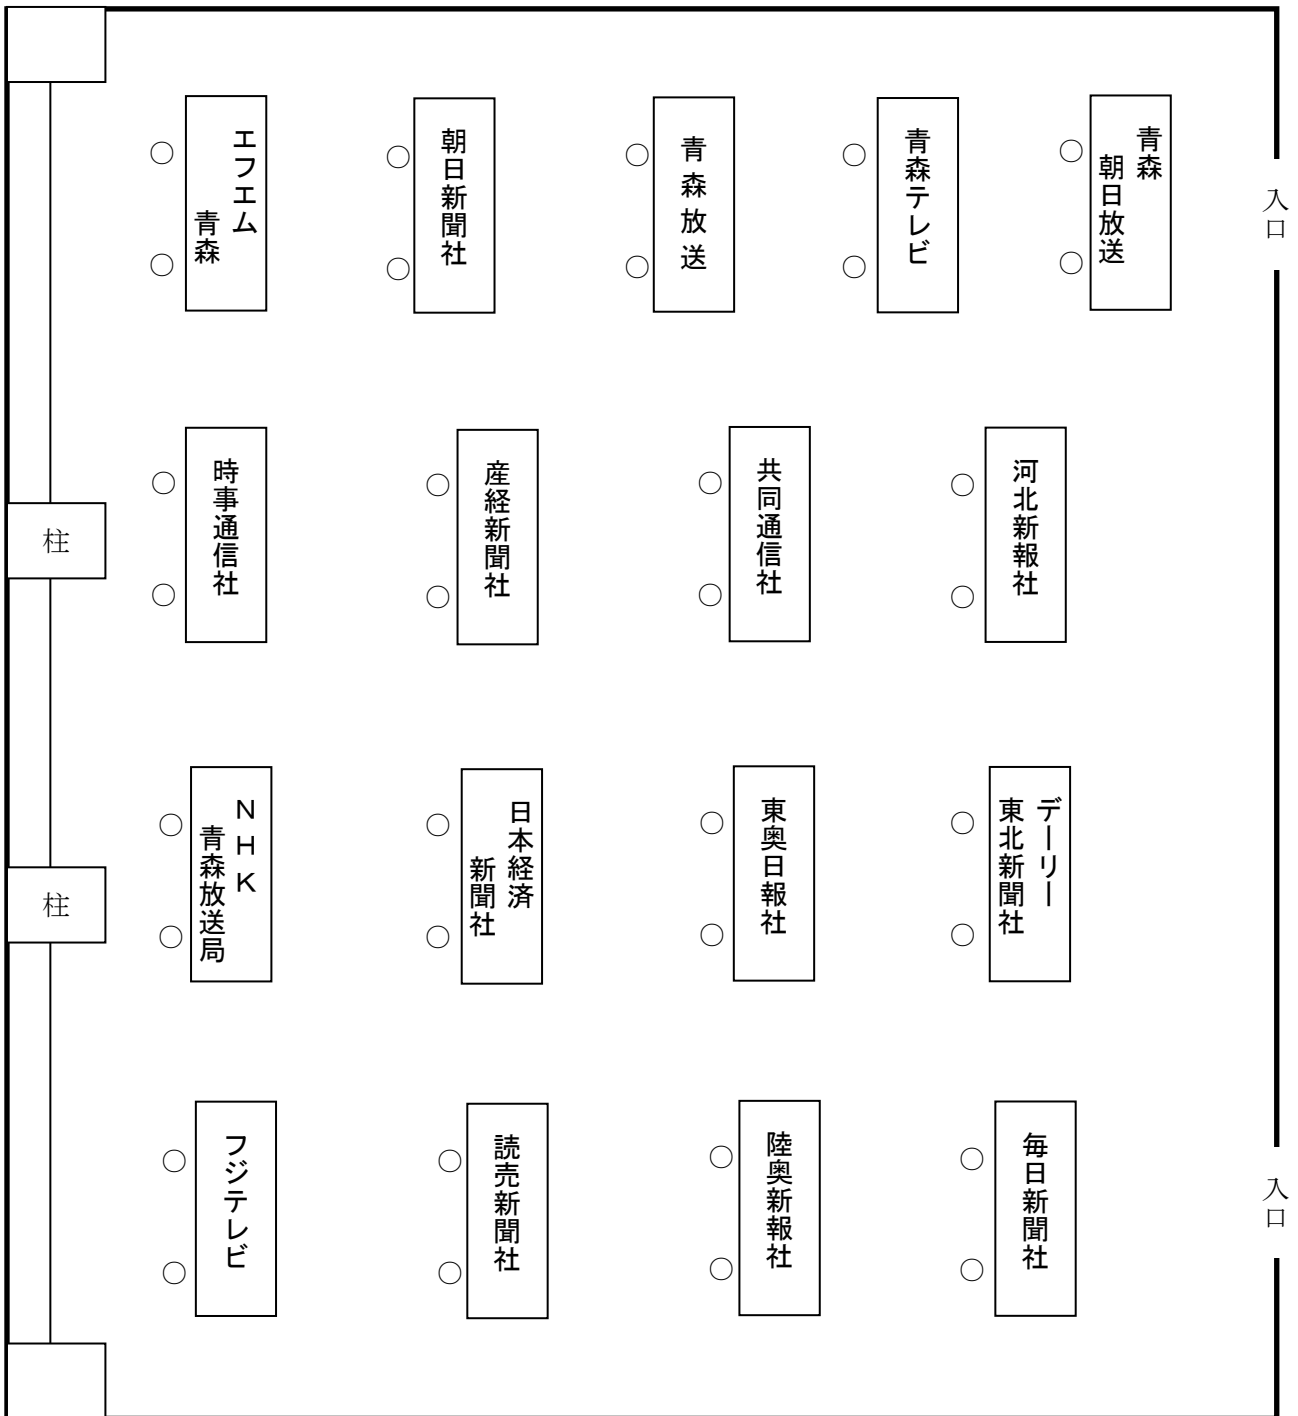 エフエム
青森
朝日新聞社
青森放送
青森テレビ
青森
朝日放送
入口
時事通信社
産経新聞社
共同通信社
河北新報社
柱
NHK
青森放送局
日本経済
新聞社
東奥日報社
デーリー
東北新聞社
柱
フジテレビ
読売新聞社
陸奥新報社
毎日新聞社
入口